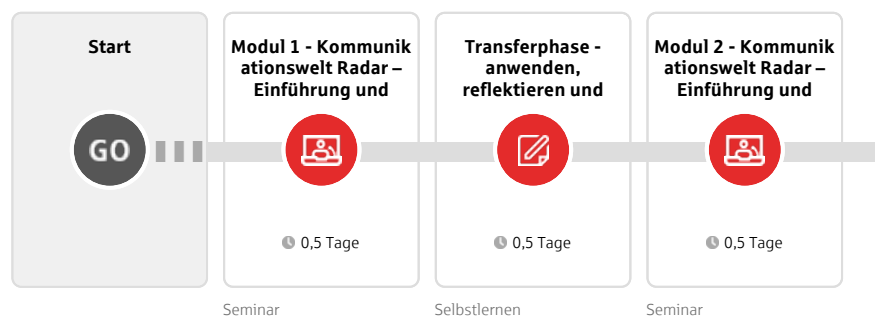 Start
GO
Modul 1 - Kommunik
ationswelt Radar –
Einführung und
0,5 Tage
Seminar
Transferphase -
anwenden,
reflektieren und
0,5 Tage
Selbstlernen
Modul 2 - Kommunik
ationswelt Radar –
Einführung und
0,5 Tage
Seminar